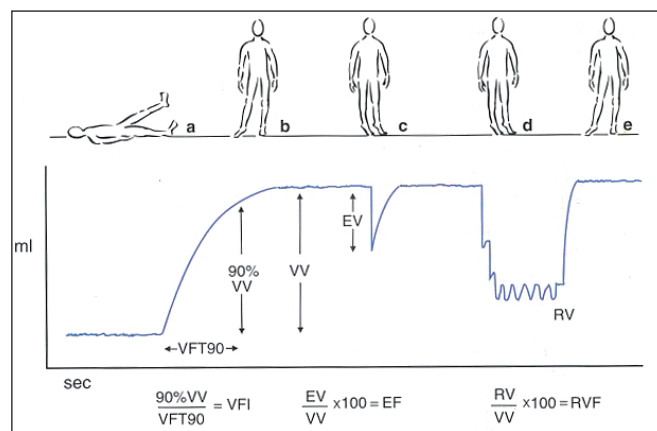 a b c d e
ml
EV
90%
VV
VV
RV
VFT90
sec
90%VV
VFT90
= VFI
EV
VV
x100 = EF
RV
VV
x100 = RVF